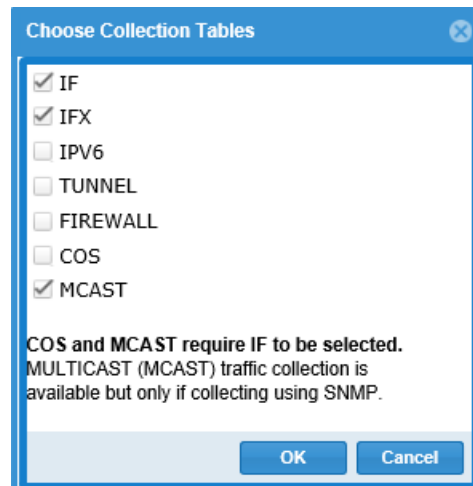 Choose Collection Tables
IF
IFX
IPV6
TUNNEL
FIREWALL
COS
MCAST
COS and MCAST require IF to be selected.
MULTICAST (MCAST) traffic collection is
available but only if collecting using SNMP.
OK Cancel